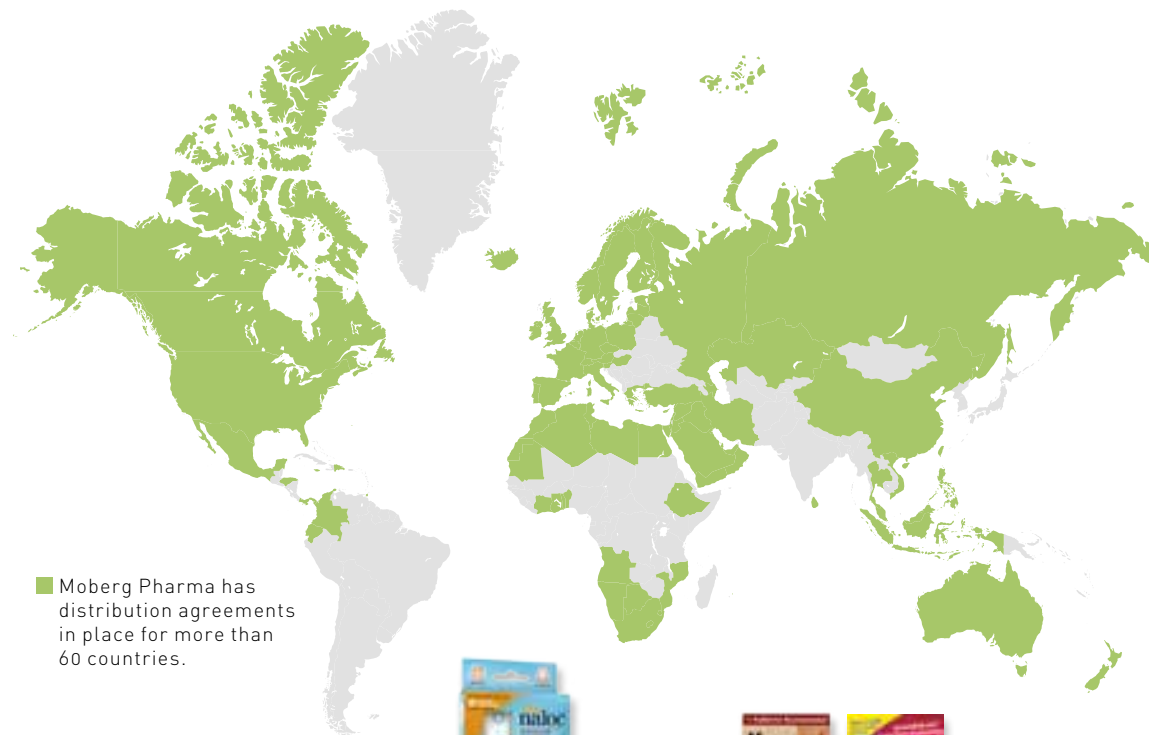 Moberg Pharma has
distribution agreements
in place for more than
60 countries.
naloc